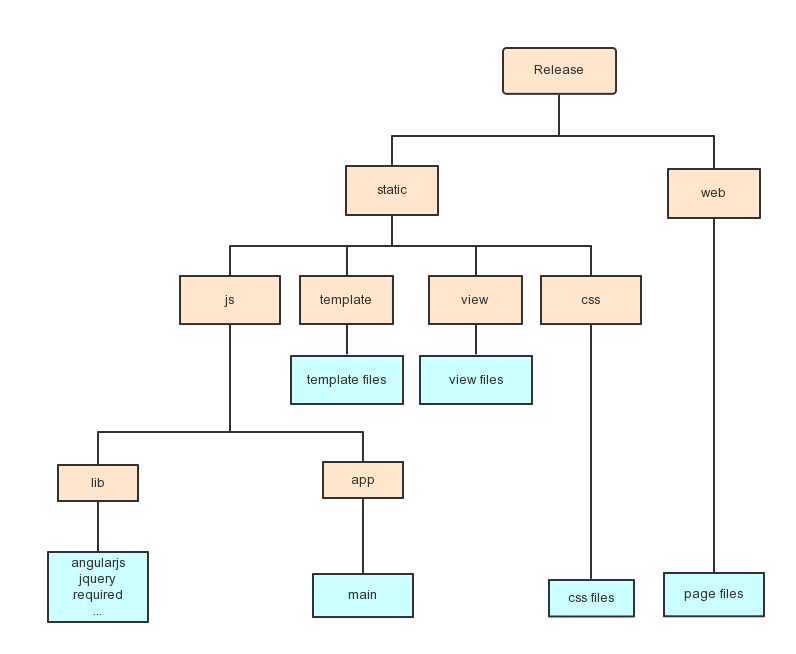 Release
static
web
js
template
view
css
template files
view files
lib
app
angularjs
jquery
required
...
main
css files
page files